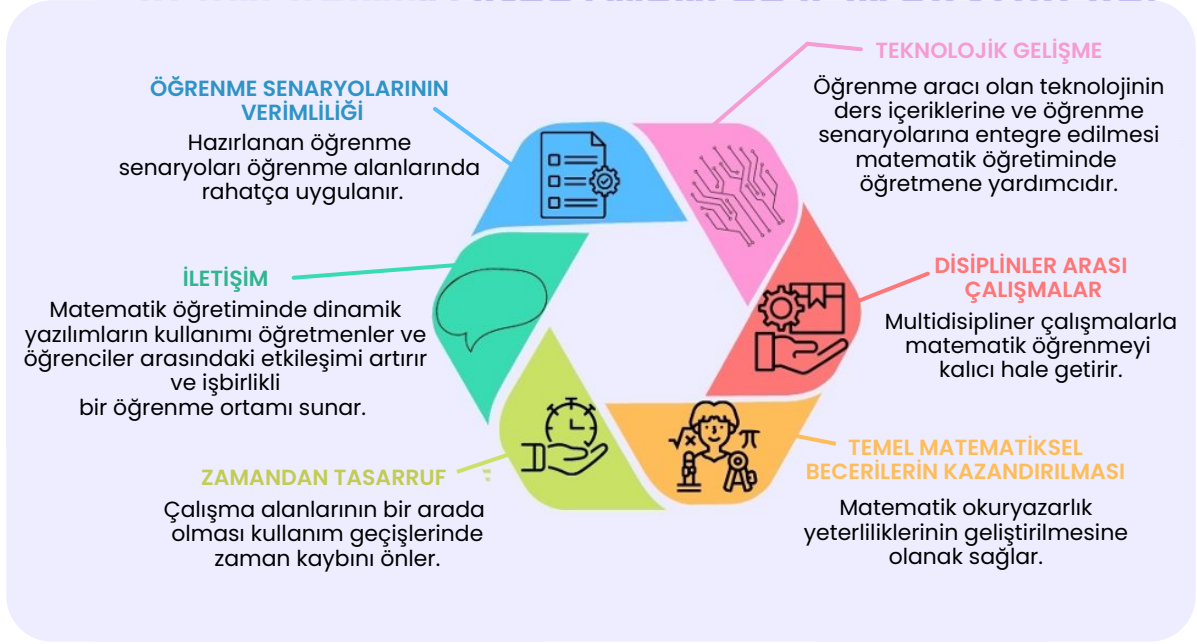 ÖĞRENME SENARYOLARININ
VERİMLİLİĞİ
Hazırlanan öğrenme
senaryoları öğrenme alanlarında
rahatça uygulanır.
TEKNOLOJİK GELİŞME
Öğrenme aracı olan teknolojinin
ders içeriklerine ve öğrenme
senaryolarına entegre edilmesi
matematik öğretiminde
öğretmene yardımcıdır.
İLETİŞİM
Matematik öğretiminde dinamik
yazılımların kullanımı öğretmenler ve
öğrenciler arasındaki etkileşimi artırır
ve işbirlikli
bir öğrenme ortamı sunar.
DİSİPLİNLER ARASI
ÇALIŞMALAR
Multidisipliner çalışmalarla
matematik öğrenmeyi
kalıcı hale getirir.
ZAMANDAN TASARRUF
Çalışma alanlarının bir arada
olması kullanım geçişlerinde
zaman kaybını önler.
TEMEL MATEMATİKSEL
BECERİLERİN KAZANDIRILMASI
Matematik okuryazarlık
yeterliliklerinin geliştirilmesine
olanak sağlar.
√x π